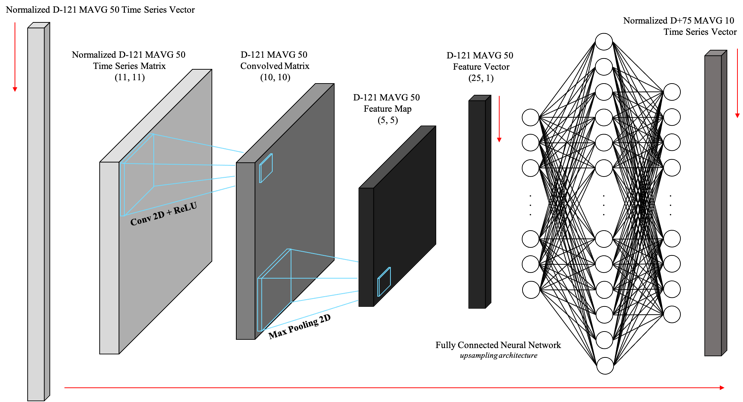 Normalized D-121 MAVG 50 Time Series Vector
Normalized D-121 MAVG 50
Time Series Matrix
(11, 11)
D-121 MAVG 50
Convolved Matrix
(10, 10)
D-121 MAVG 50
Feature Map
(5, 5)
D-121 MAVG 50
Feature Vector
(25, 1)
Normalized D+75 MAVG 10
Time Series Vector
Conv 2D + ReLU
Max Pooling 2D
Fully Connected Neural Network
upsampling architecture